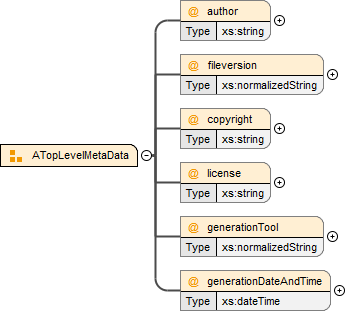 @ author
Type xs:string
@ fileversion
Type xs:normalizedString
@ copyright
Type xs:string
ATopLevelMetaData
@ license
Type xs:string
@ generationTool
Type xs:normalizedString
@ generationDateAndTime
Type xs:dateTime